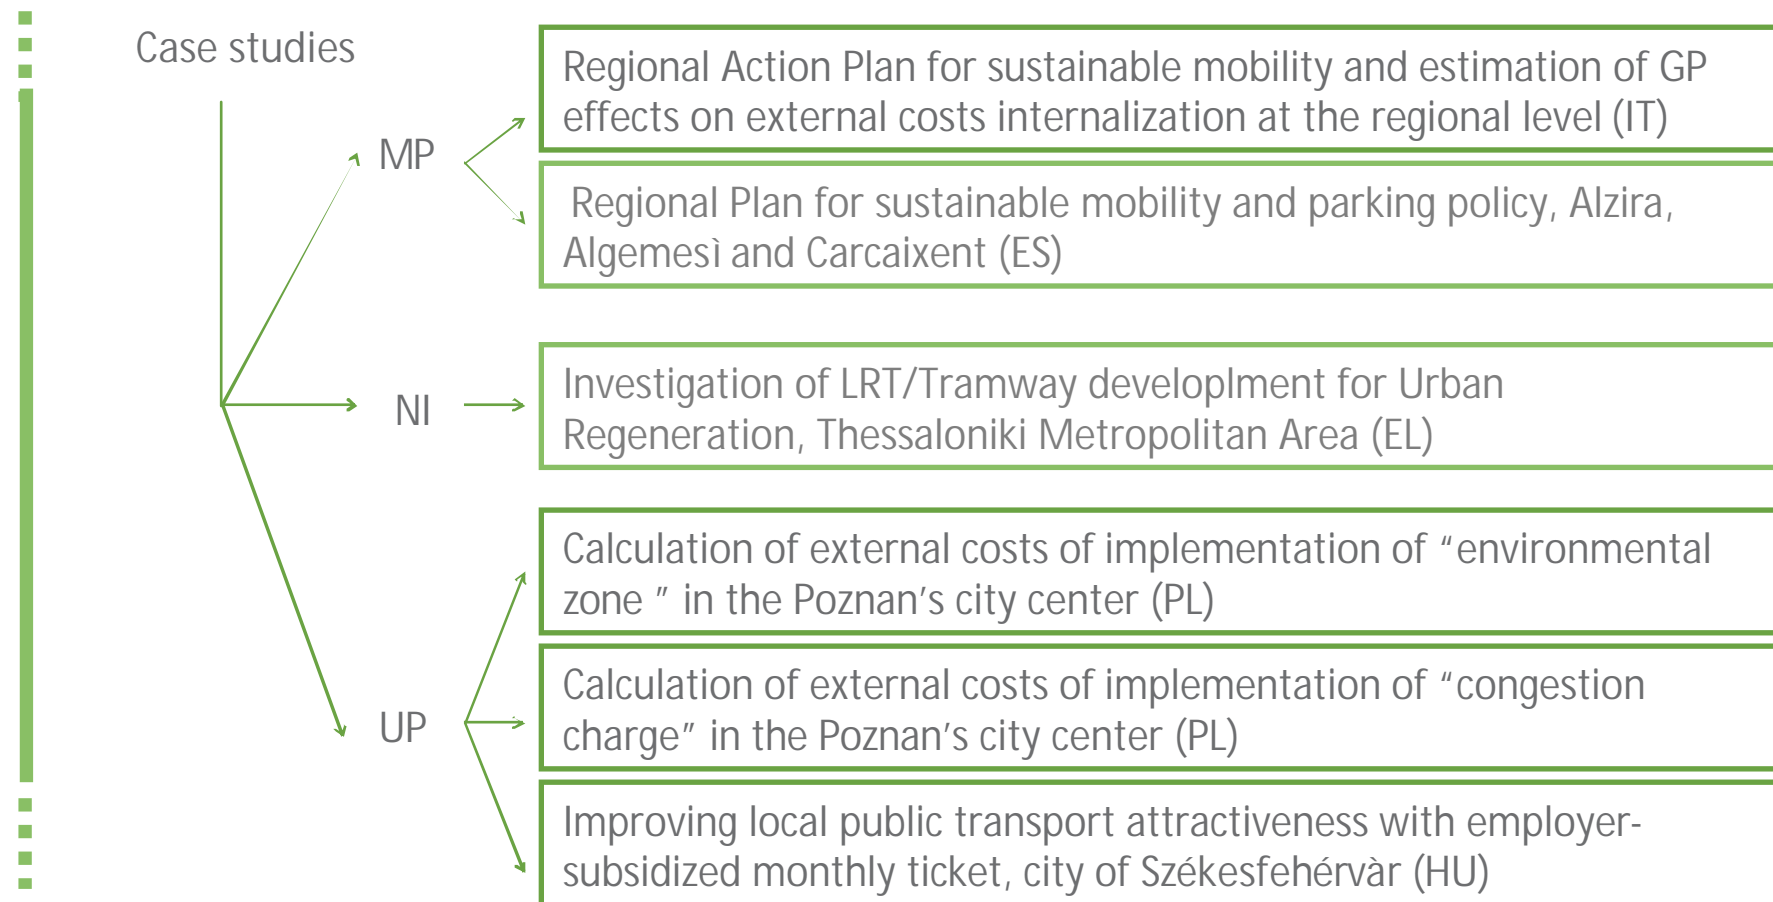 Case studies
MP
Regional Action Plan for sustainable mobility and estimation of GP
effects on external costs internalization at the regional level (IT)
Regional Plan for sustainable mobility and parking policy, Alzira,
Algemesì and Carcaixent (ES)
NI
Investigation of LRT/Tramway developlment for Urban
Regeneration, Thessaloniki Metropolitan Area (EL)
UP
Calculation of external costs of implementation of “environmental
zone ” in the Poznan’s city center (PL)
Calculation of external costs of implementation of “congestion
charge” in the Poznan’s city center (PL)
Improving local public transport attractiveness with employer-
subsidized monthly ticket, city of Székesfehérvàr (HU)